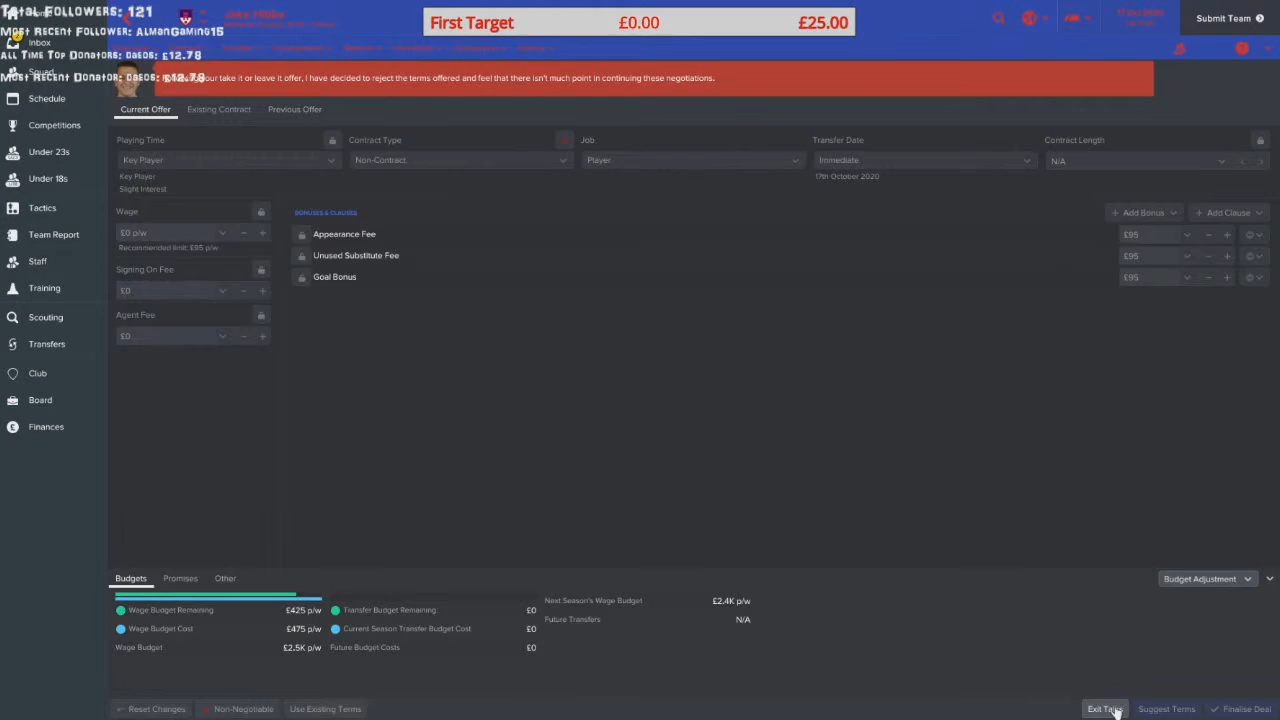 Total Followers: 121
First Target £0.00 £25.00
Submit Team
Most Recent Follower: AlmanGaming15
Inbox
All Time Top Donators: oasos: £12.78
Most Recent Donator: oasos: £12.78
your take it or leave it offer, I have decided to reject the terms offered and feel that there isn't much point in continuing these negotiations.
Schedule
Competitions
Under 23s
Under 18s
Tactics
Team Report
Staff
Training
Scouting
Transfers
Club
Board
Finances
Current Offer Existing Contract Previous Offer
Playing Time Contract Type Job Transfer Date Contract Length
Key Player Non-Contract Player Immediate N/A
Key Player 17th October 2020
Slight Interest
Wage BONUSES & CLAUSES Add Bonus Add Clause
£0 p/w Appearance Fee £95
Recommended limit: £95 p/w
Unused Substitute Fee £95
Signing On Fee Goal Bonus £95
£0
Agent Fee
£0
Budgets Promises Other Budget Adjustment
Wage Budget Remaining £425 p/w Transfer Budget Remaining: £0 Next Season's Wage Budget £2.4K p/w
Wage Budget Cost £475 p/w Current Season Transfer Budget Cost £0 Future Transfers N/A
Wage Budget £2.5K p/w Future Budget Costs £0
Reset Changes Non-Negotiable Use Existing Terms Exit Talks Suggest Terms Finalise Deal